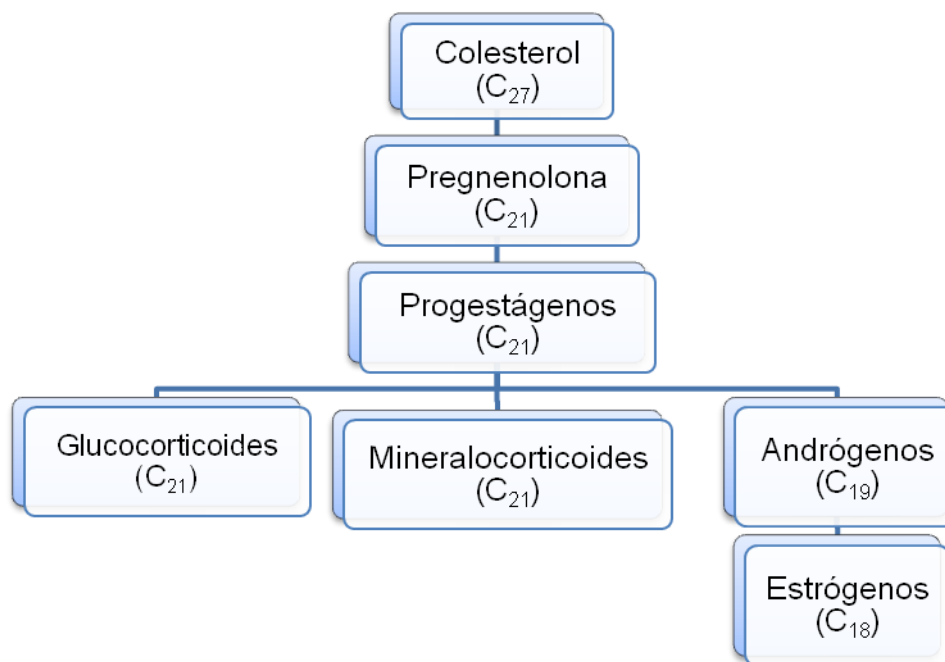 Colesterol
(C₂₇)
Pregnenolona
(C₂₁)
Progestágenos
(C₂₁)
Glucocorticoides
(C₂₁)
Mineralocorticoides
(C₂₁)
Andrógenos
(C₁₉)
Estrógenos
(C₁₈)